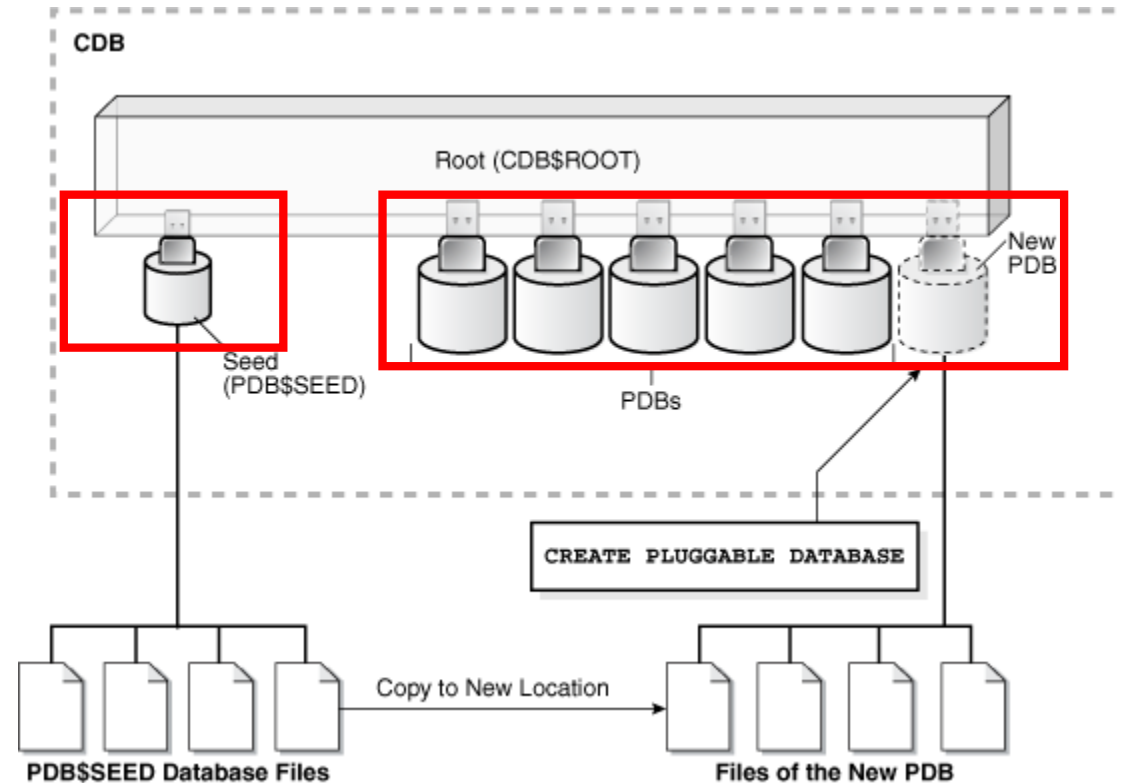 CDB
Root (CDB$ROOT)
New
PDB
Seed
(PDB$SEED)
PDBs
CREATE PLUGGABLE DATABASE
Copy to New Location
PDB$SEED Database Files
Files of the New PDB